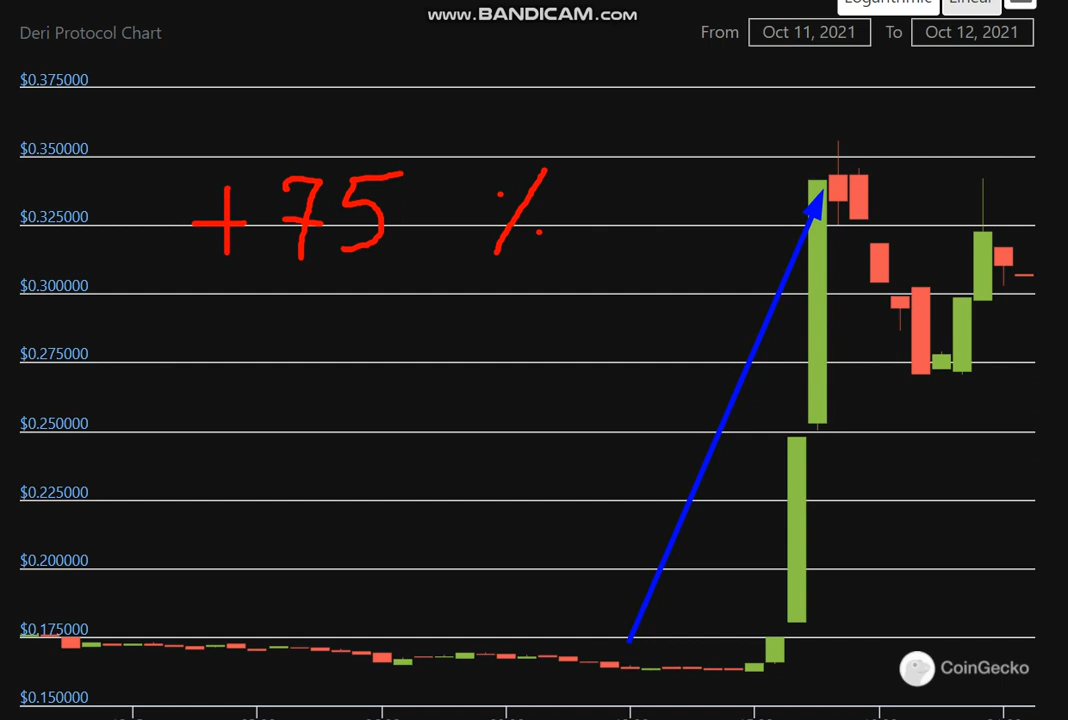 www.BANDICAM.com
Deri Protocol Chart
From Oct 11, 2021 To Oct 12, 2021
$0.375000
$0.350000
+75 %
$0.325000
$0.300000
$0.275000
$0.250000
$0.225000
$0.200000
$0.175000
CoinGecko
$0.150000